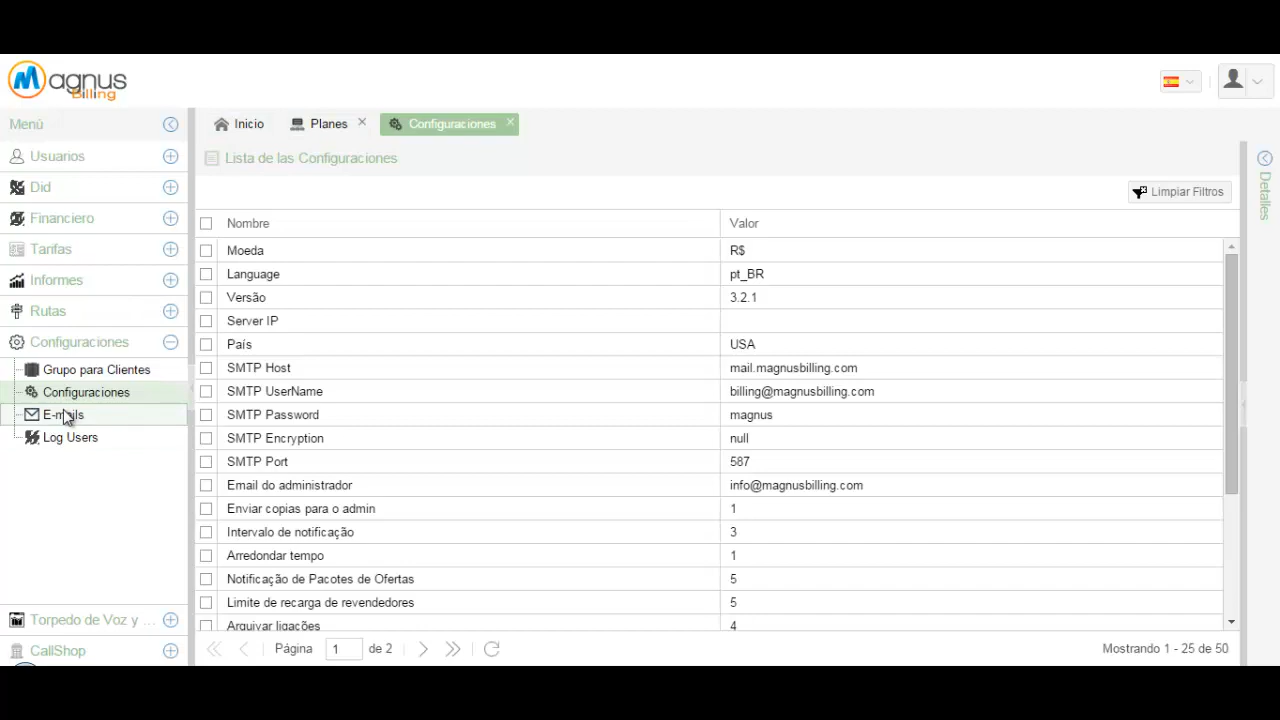 Magnus
Billing
Menú
Usuarios
Did
Financiero
Tarifas
Informes
Rutas
Configuraciones
Grupo para Clientes
Configuraciones
E-mails
Log Users
Torpedo de Voz y ...
CallShop
Inicio
Planes
Configuraciones
Lista de las Configuraciones
Limpiar Filtros
Nombre Valor
Moeda R$
Language pt_BR
Versão 3.2.1
Server IP
País USA
SMTP Host mail.magnusbilling.com
SMTP UserName billing@magnusbilling.com
SMTP Password magnus
SMTP Encryption null
SMTP Port 587
Email do administrador info@magnusbilling.com
Enviar copias para o admin 1
Intervalo de notificação 3
Arredondar tempo 1
Notificação de Pacotes de Ofertas 5
Limite de recarga de revendedores 5
Arquivar ligações 4
Página 1 de 2
Mostrando 1 - 25 de 50
Detalles